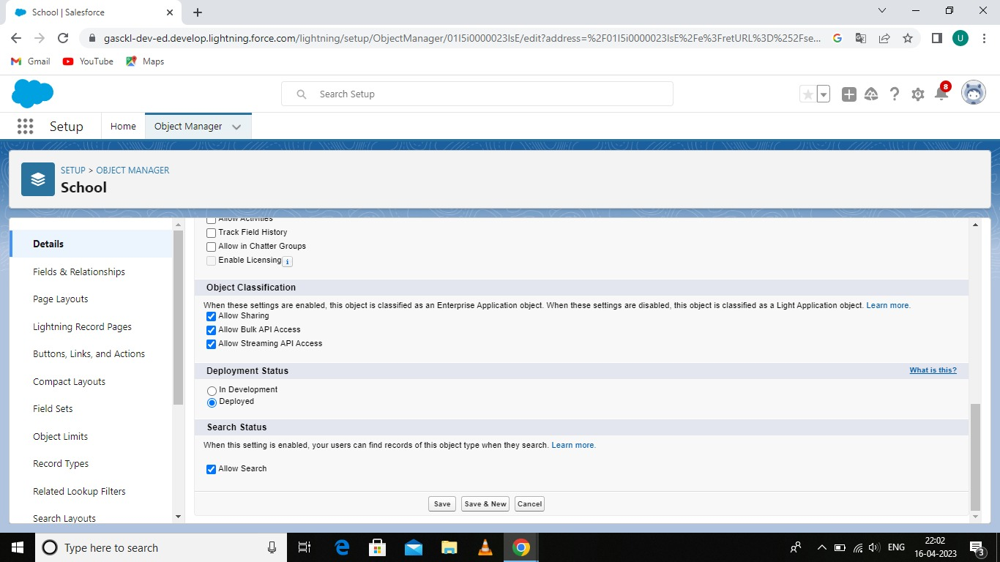 School | Salesforce
gasckl-dev-ed.develop.lightning.force.com/lightning/setup/ObjectManager/01I5i0000023IsE/edit?address=%2F01I5i0000023IsE%2Fe%3FretURL%3D%252Fse...
U
Gmail
YouTube
Maps
Search Setup
8
Setup
Home
Object Manager
SETUP > OBJECT MANAGER
School
Details
Fields & Relationships
Page Layouts
Lightning Record Pages
Buttons, Links, and Actions
Compact Layouts
Field Sets
Object Limits
Record Types
Related Lookup Filters
Search Layouts
Allow Activities
Track Field History
Allow in Chatter Groups
Enable Licensing i
Object Classification
When these settings are enabled, this object is classified as an Enterprise Application object. When these settings are disabled, this object is classified as a Light Application object. Learn more.
Allow Sharing
Allow Bulk API Access
Allow Streaming API Access
Deployment Status
What is this?
In Development
Deployed
Search Status
When this setting is enabled, your users can find records of this object type when they search. Learn more.
Allow Search
Save
Save & New
Cancel
Type here to search
ENG
22:02
16-04-2023
3